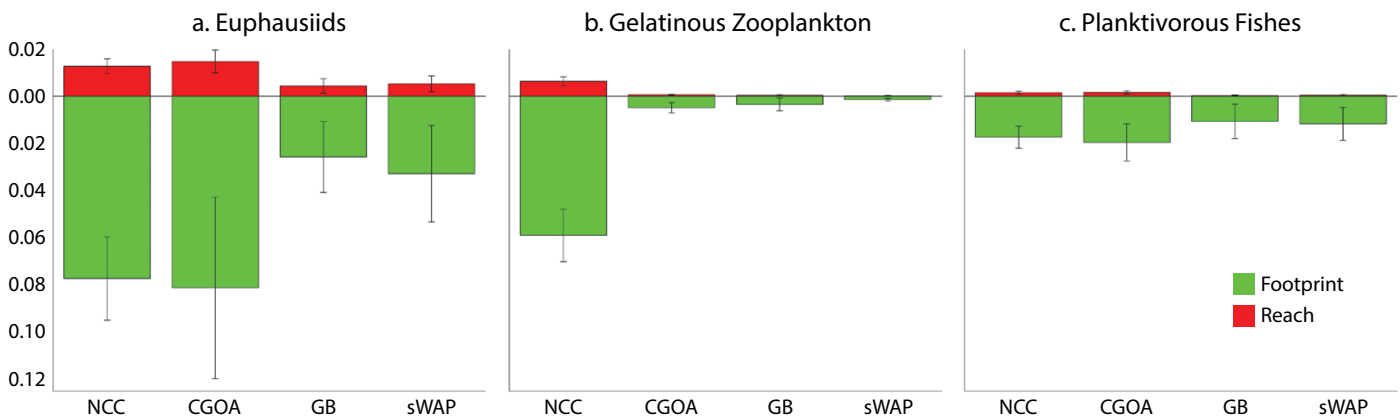 a. Euphausiids
b. Gelatinous Zooplankton
c. Planktivorous Fishes
0.02
0.00
0.02
0.04
0.06
0.08
0.10
0.12
Footprint
Reach
NCC CGOA GB sWAP NCC CGOA GB sWAP NCC CGOA GB sWAP